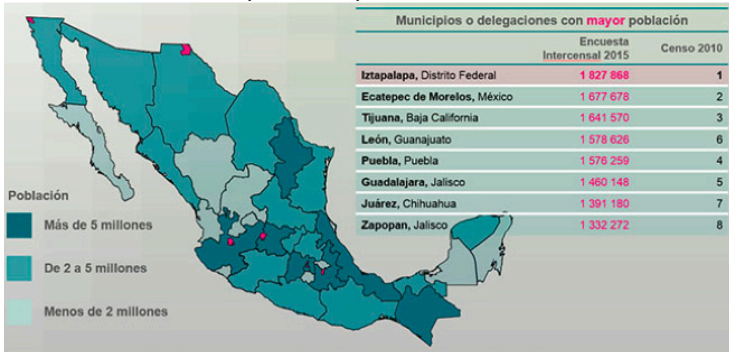 Municipios o delegaciones con mayor población
Encuesta
Intercensal 2015
Censo 2010
Iztapalapa, Distrito Federal 1 827 868 1
Ecatepec de Morelos, México 1 677 678 2
Tijuana, Baja California 1 641 570 3
León, Guanajuato 1 578 626 6
Puebla, Puebla 1 576 259 4
Guadalajara, Jalisco 1 460 148 5
Juárez, Chihuahua 1 391 180 7
Zapopan, Jalisco 1 332 272 8
Población
Más de 5 millones
De 2 a 5 millones
Menos de 2 millones